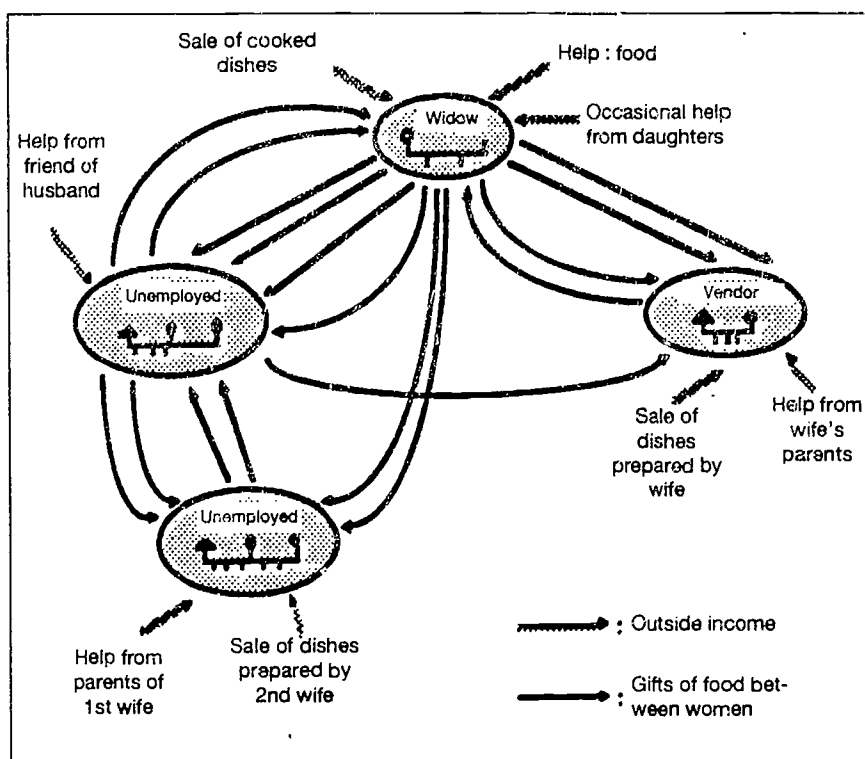 Sale of cooked
dishes
Help : food
Widow
Occasional help
from daughters
Help from
friend of
husband
Unemployed
Vendor
Sale of
dishes
prepared by
wife
Help from
wife's
parents
Unemployed
Help from
parents of
1st wife
Sale of dishes
prepared by
2nd wife
: Outside income
: Gifts of food bet-
ween women